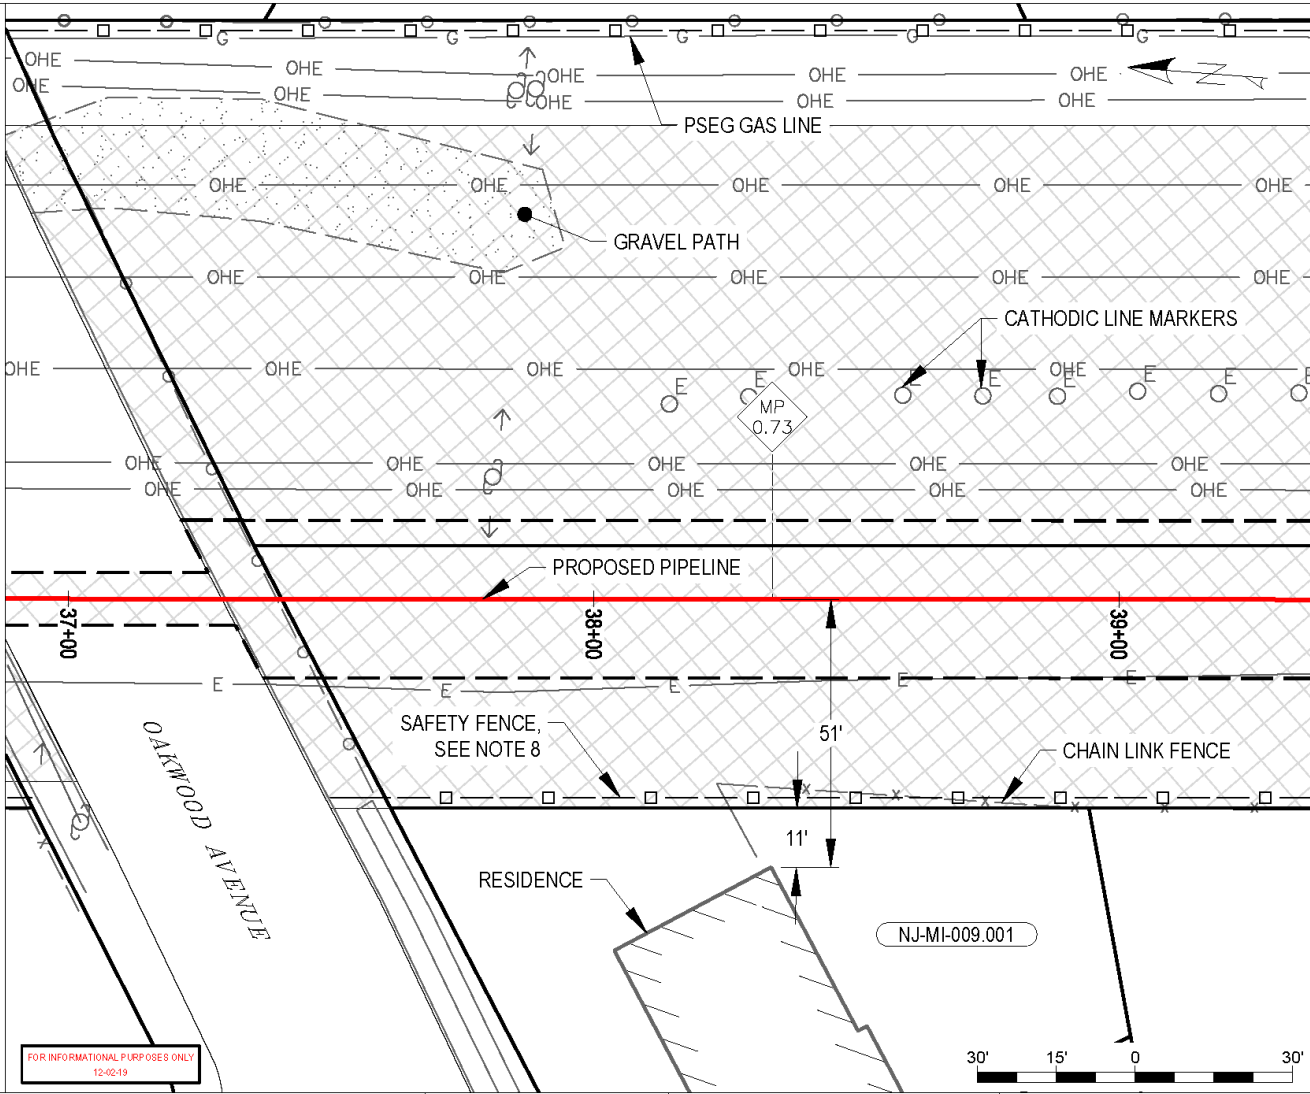 G G G G G
OHE OHE OHE OHE OHE
OHE OHE OHE OHE OHE
N
PSEG GAS LINE
OHE OHE OHE OHE OHE
GRAVEL PATH
OHE OHE OHE OHE OHE
CATHODIC LINE MARKERS
OHE OHE OHE OHE OHE
E E E E E E E E
MP
0.73
OHE OHE OHE OHE OHE
OHE OHE OHE OHE OHE
PROPOSED PIPELINE
37+00 38+00 39+00
E E E E E
SAFETY FENCE,
SEE NOTE 8
51'
CHAIN LINK FENCE
x x x x x x
OAKWOOD AVENUE
x
11'
RESIDENCE
NJ-MI-009.001
FOR INFORMATIONAL PURPOSES ONLY
12-02-19
30' 15' 0 30'